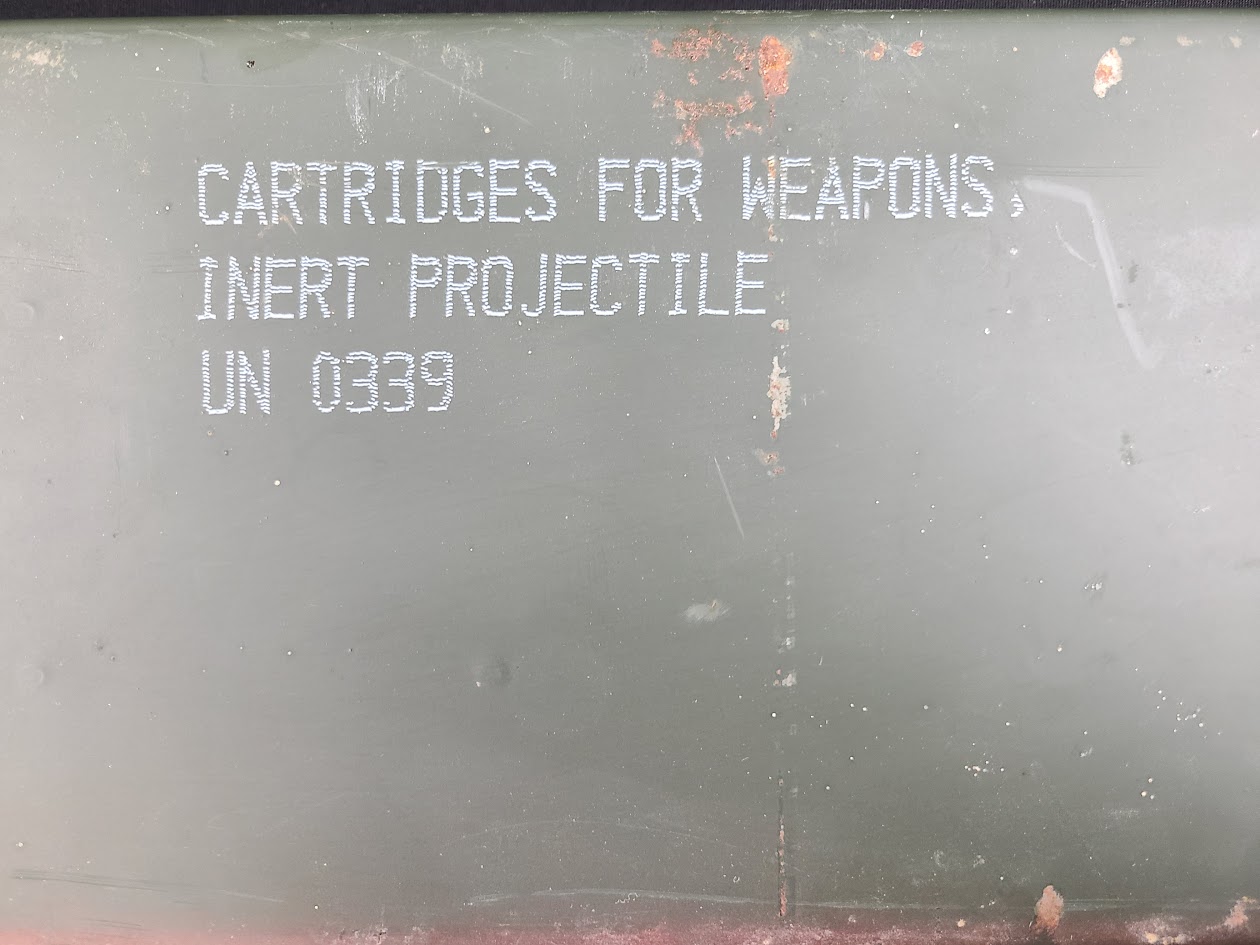 CARTRIDGES FOR WEAPONS,
INERT PROJECTILE
UN 0339